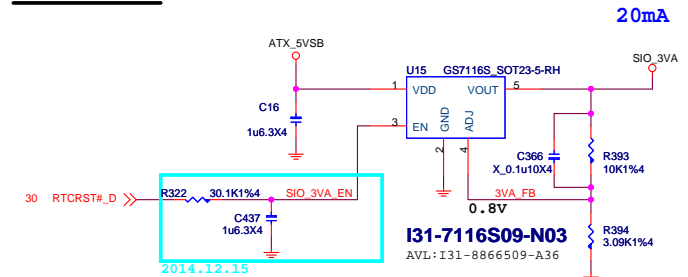 20mA
ATX_5VSB
SIO_3VA
U15 GS7116S_SOT23-5-RH
1 VDD VOUT 5
C16
1u6.3X4
3 EN GND ADJ
2 4
C366
X_0.1u10X4
R393
10K1%4
30 RTCRST#_D R322 30.1K1%4 SIO_3VA_EN
3VA_FB
0.8V
C437
1u6.3X4
R394
3.09K1%4
I31-7116S09-N03
AVL:I31-8866509-A36
2014.12.15